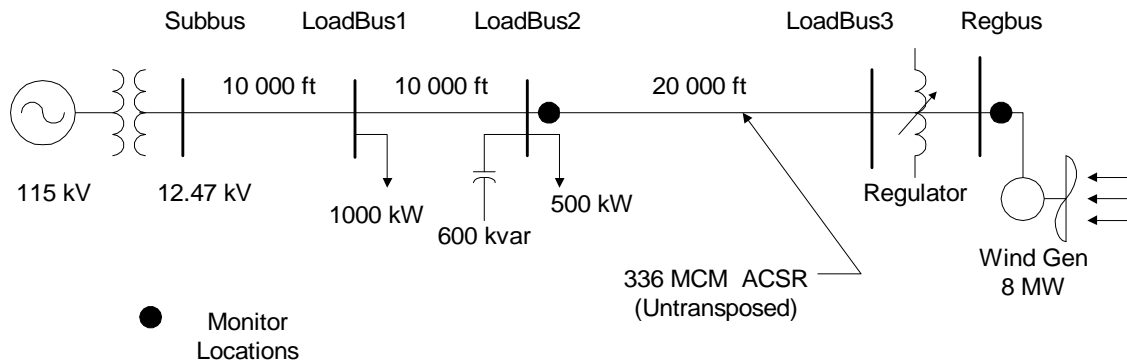 Subbus
LoadBus1
LoadBus2
LoadBus3
Regbus
10 000 ft
10 000 ft
20 000 ft
115 kV
12.47 kV
1000 kW
600 kvar
500 kW
Regulator
336 MCM ACSR
(Untransposed)
Wind Gen
8 MW
Monitor
Locations